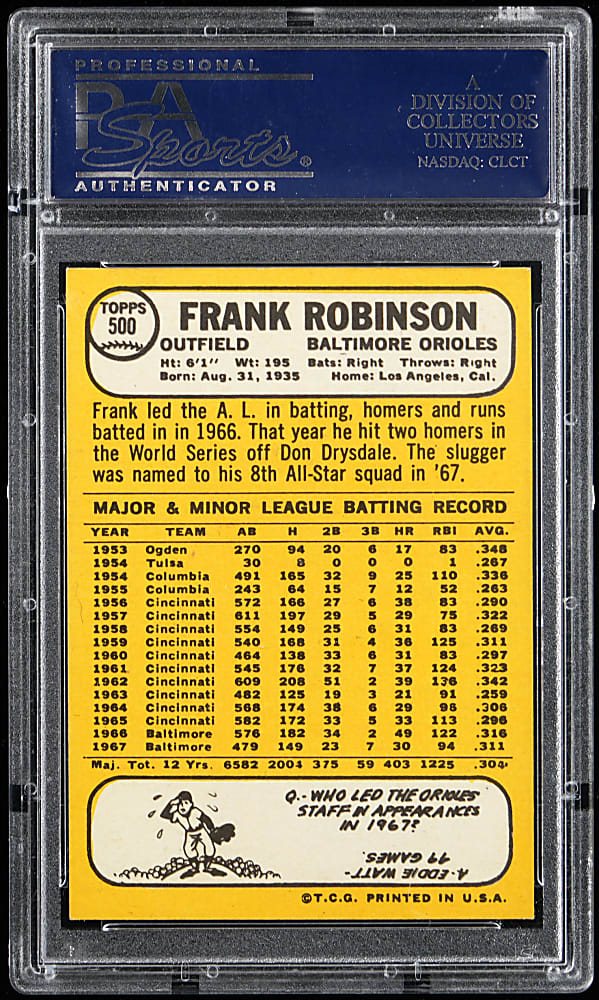 PROFESSIONAL
PSA
Sports®
AUTHENTICATOR
A
DIVISION OF
COLLECTORS
UNIVERSE
NASDAQ: CLCT
TOPPS
500
FRANK ROBINSON
OUTFIELD BALTIMORE ORIOLES
Ht: 6'1" Wt: 195 Bats: Right Throws: Right
Born: Aug. 31, 1935 Home: Los Angeles, Cal.
Frank led the A. L. in batting, homers and runs
batted in in 1966. That year he hit two homers in
the World Series off Don Drysdale. The slugger
was named to his 8th All-Star squad in '67.
MAJOR & MINOR LEAGUE BATTING RECORD
YEAR TEAM AB H 2B 3B HR RBI AVG.
1953 Ogden 270 94 20 6 17 83 .348
1954 Tulsa 30 8 0 0 0 1 .267
1954 Columbia 491 165 32 9 25 110 .336
1955 Columbia 243 64 15 7 12 52 .263
1956 Cincinnati 572 166 27 6 38 83 .290
1957 Cincinnati 611 197 29 5 29 75 .322
1958 Cincinnati 554 149 25 6 31 83 .269
1959 Cincinnati 540 168 31 4 36 125 .311
1960 Cincinnati 464 138 33 6 31 83 .297
1961 Cincinnati 545 176 32 7 37 124 .323
1962 Cincinnati 609 208 51 2 39 136 .342
1963 Cincinnati 482 125 19 3 21 91 .259
1964 Cincinnati 568 174 38 6 29 96 .306
1965 Cincinnati 582 172 33 5 33 113 .296
1966 Baltimore 576 182 34 2 49 122 .316
1967 Baltimore 479 149 23 7 30 94 .311
Maj. Tot. 12 Yrs. 6582 2004 375 59 403 1225 .304
Q.-WHO LED THE ORIOLES
STAFF IN APPEARANCES
IN 1967?
A.-EDDIE WATT-
49 GAMES.
©T.C.G. PRINTED IN U.S.A.